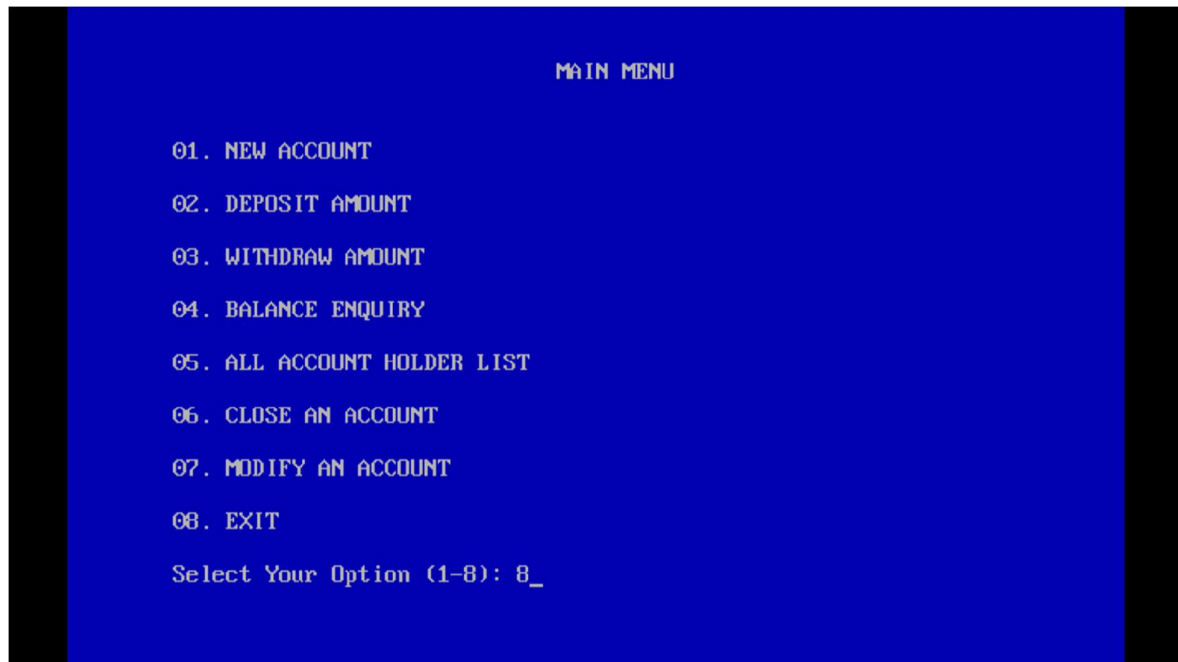 MAIN MENU
01. NEW ACCOUNT
02. DEPOSIT AMOUNT
03. WITHDRAW AMOUNT
04. BALANCE ENQUIRY
05. ALL ACCOUNT HOLDER LIST
06. CLOSE AN ACCOUNT
07. MODIFY AN ACCOUNT
08. EXIT
Select Your Option (1-8): 8_